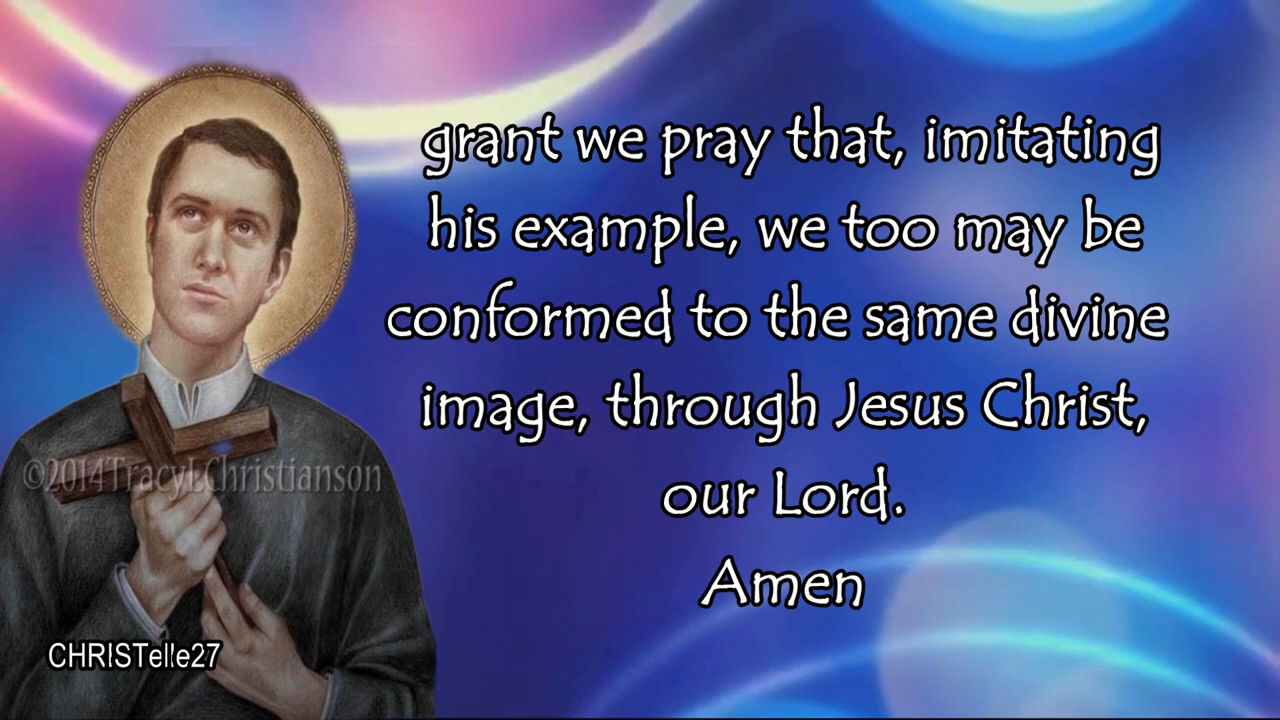 grant we pray that, imitating
his example, we too may be
conformed to the same divine
image, through Jesus Christ,
our Lord.
Amen
©2014TracyLChristianson
CHRISTelle27